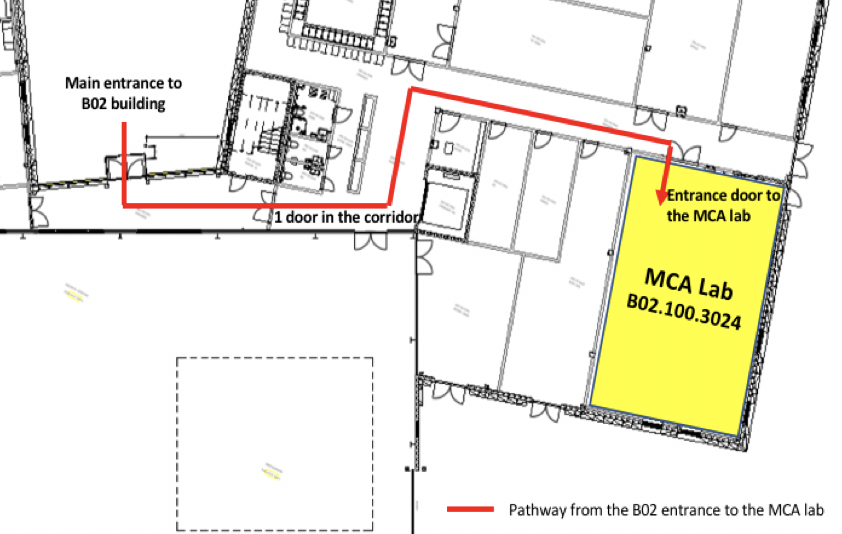 Main entrance to
B02 building
1 door in the corridor
Entrance door to
the MCA lab
MCA Lab
B02.100.3024
Pathway from the B02 entrance to the MCA lab